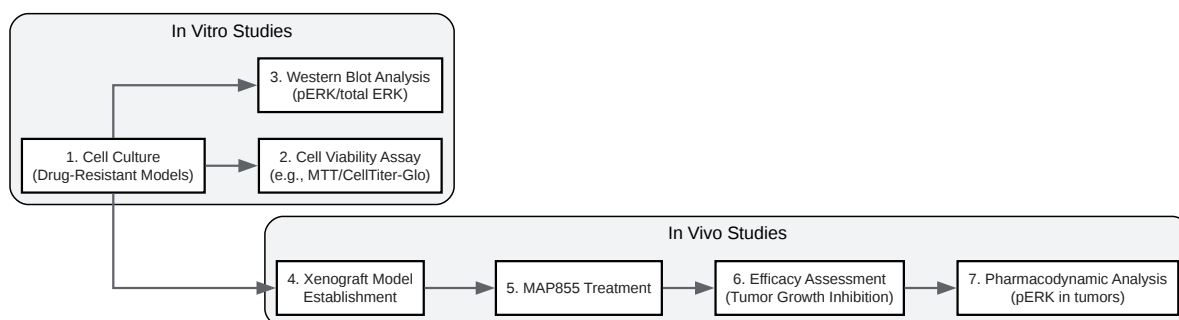 In Vitro Studies
3. Western Blot Analysis
(pERK/total ERK)
1. Cell Culture
(Drug-Resistant Models)
2. Cell Viability Assay
(e.g., MTT/CellTiter-Glo)
In Vivo Studies
4. Xenograft Model
Establishment
5. MAP855 Treatment
6. Efficacy Assessment
(Tumor Growth Inhibition)
7. Pharmacodynamic Analysis
(pERK in tumors)